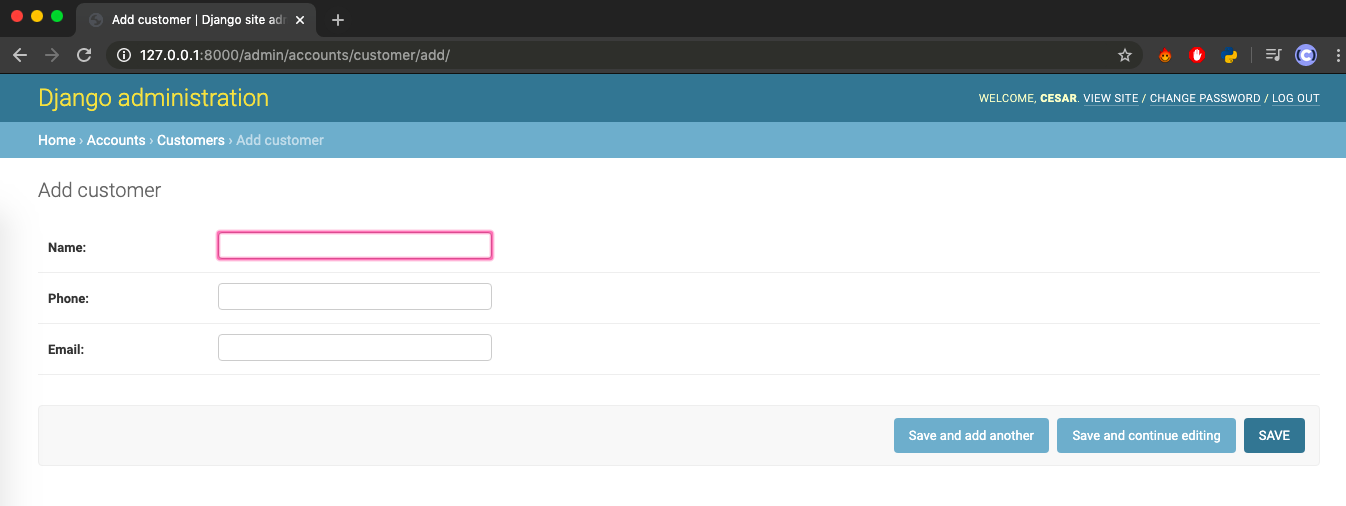 Add customer | Django site adr
127.0.0.1:8000/admin/accounts/customer/add/
Django administration
WELCOME, CESAR. VIEW SITE / CHANGE PASSWORD / LOG OUT
Home › Accounts › Customers › Add customer
Add customer
Name:
Phone:
Email:
Save and add another Save and continue editing SAVE